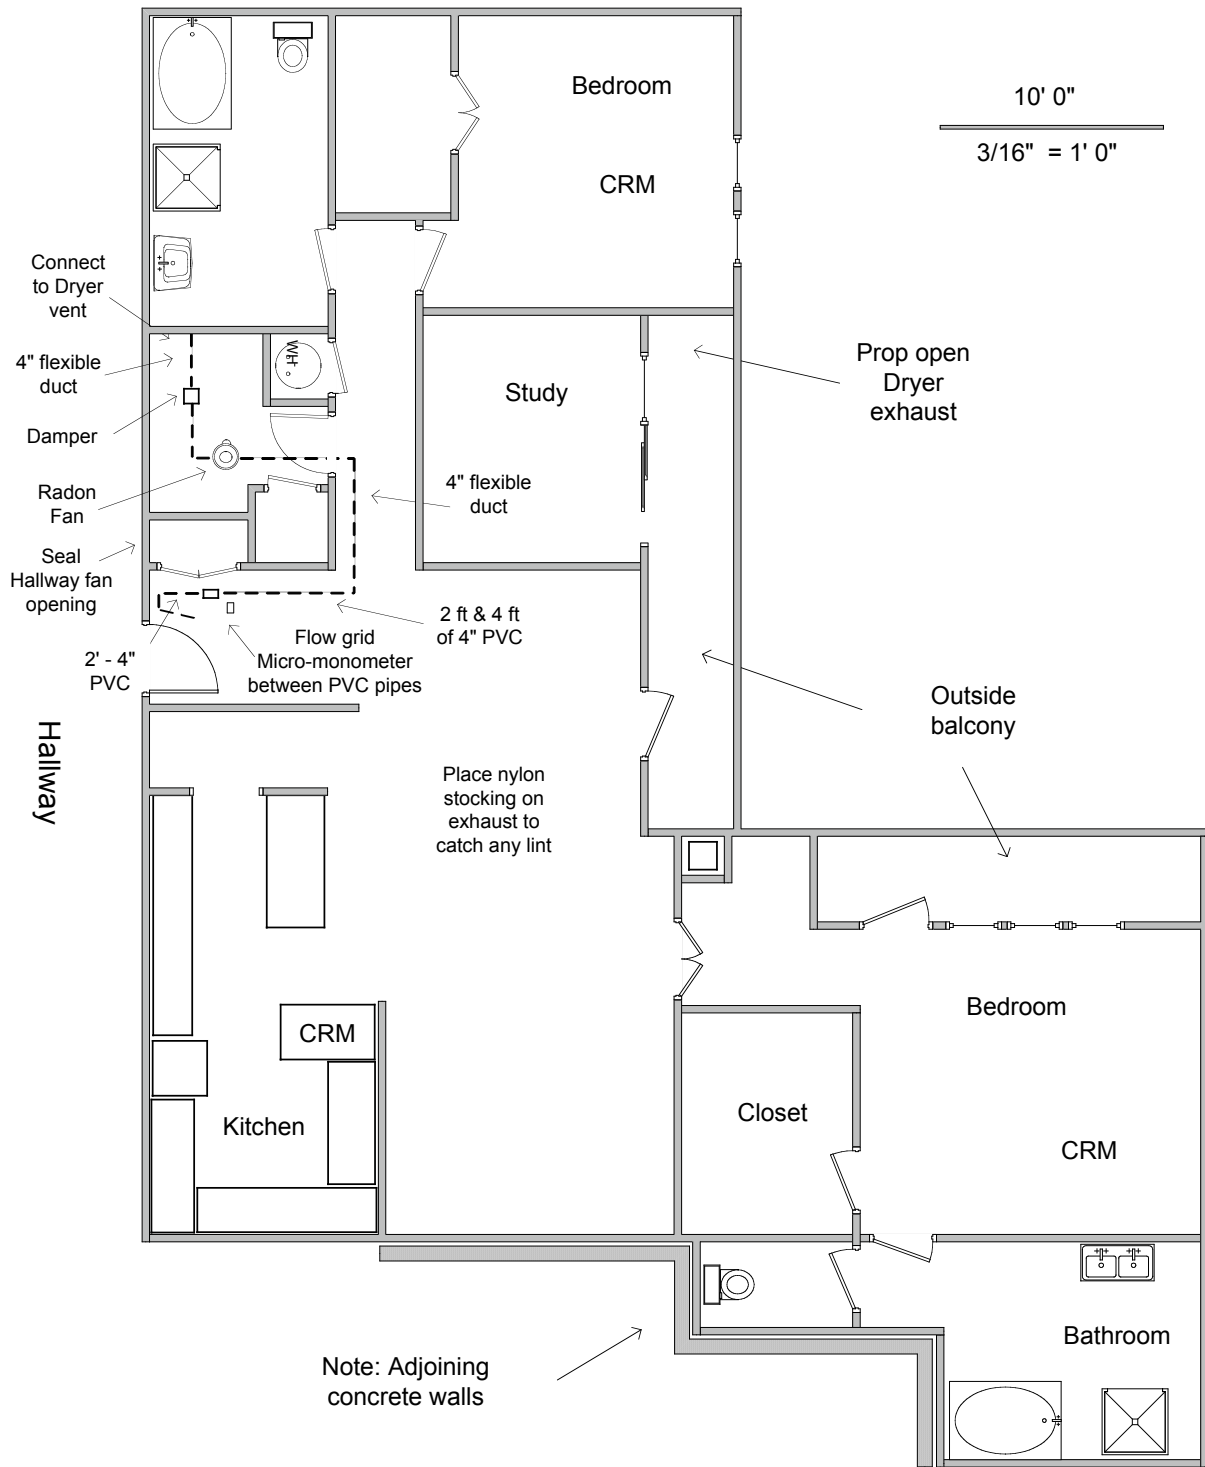 Bedroom
CRM
10' 0"
3/16" = 1' 0"
Connect
to Dryer
vent
4" flexible
duct
Damper
Radon
Fan
Seal
Hallway fan
opening
WH
Study
Prop open
Dryer
exhaust
4" flexible
duct
2' - 4"
PVC
Flow grid
Micro-monometer
between PVC pipes
2 ft & 4 ft
of 4" PVC
Hallway
Outside
balcony
Place nylon
stocking on
exhaust to
catch any lint
CRM
Kitchen
Bedroom
Closet
CRM
Bathroom
Note: Adjoining
concrete walls